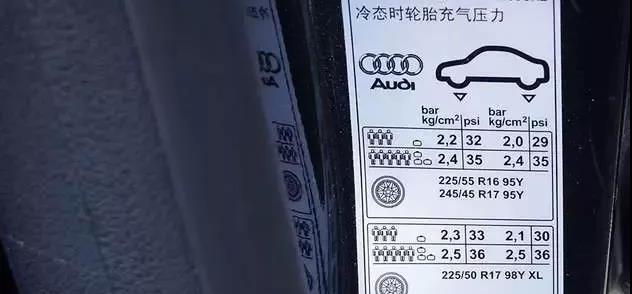 冷态时轮胎充气压力
Audi
bar bar
kg/cm² psi kg/cm² psi
2,2 32 2,0 29
2,4 35 2,4 35
225/55 R16 95Y
245/45 R17 95Y
2,3 33 2,1 30
2,5 36 2,5 36
225/50 R17 98Y XL